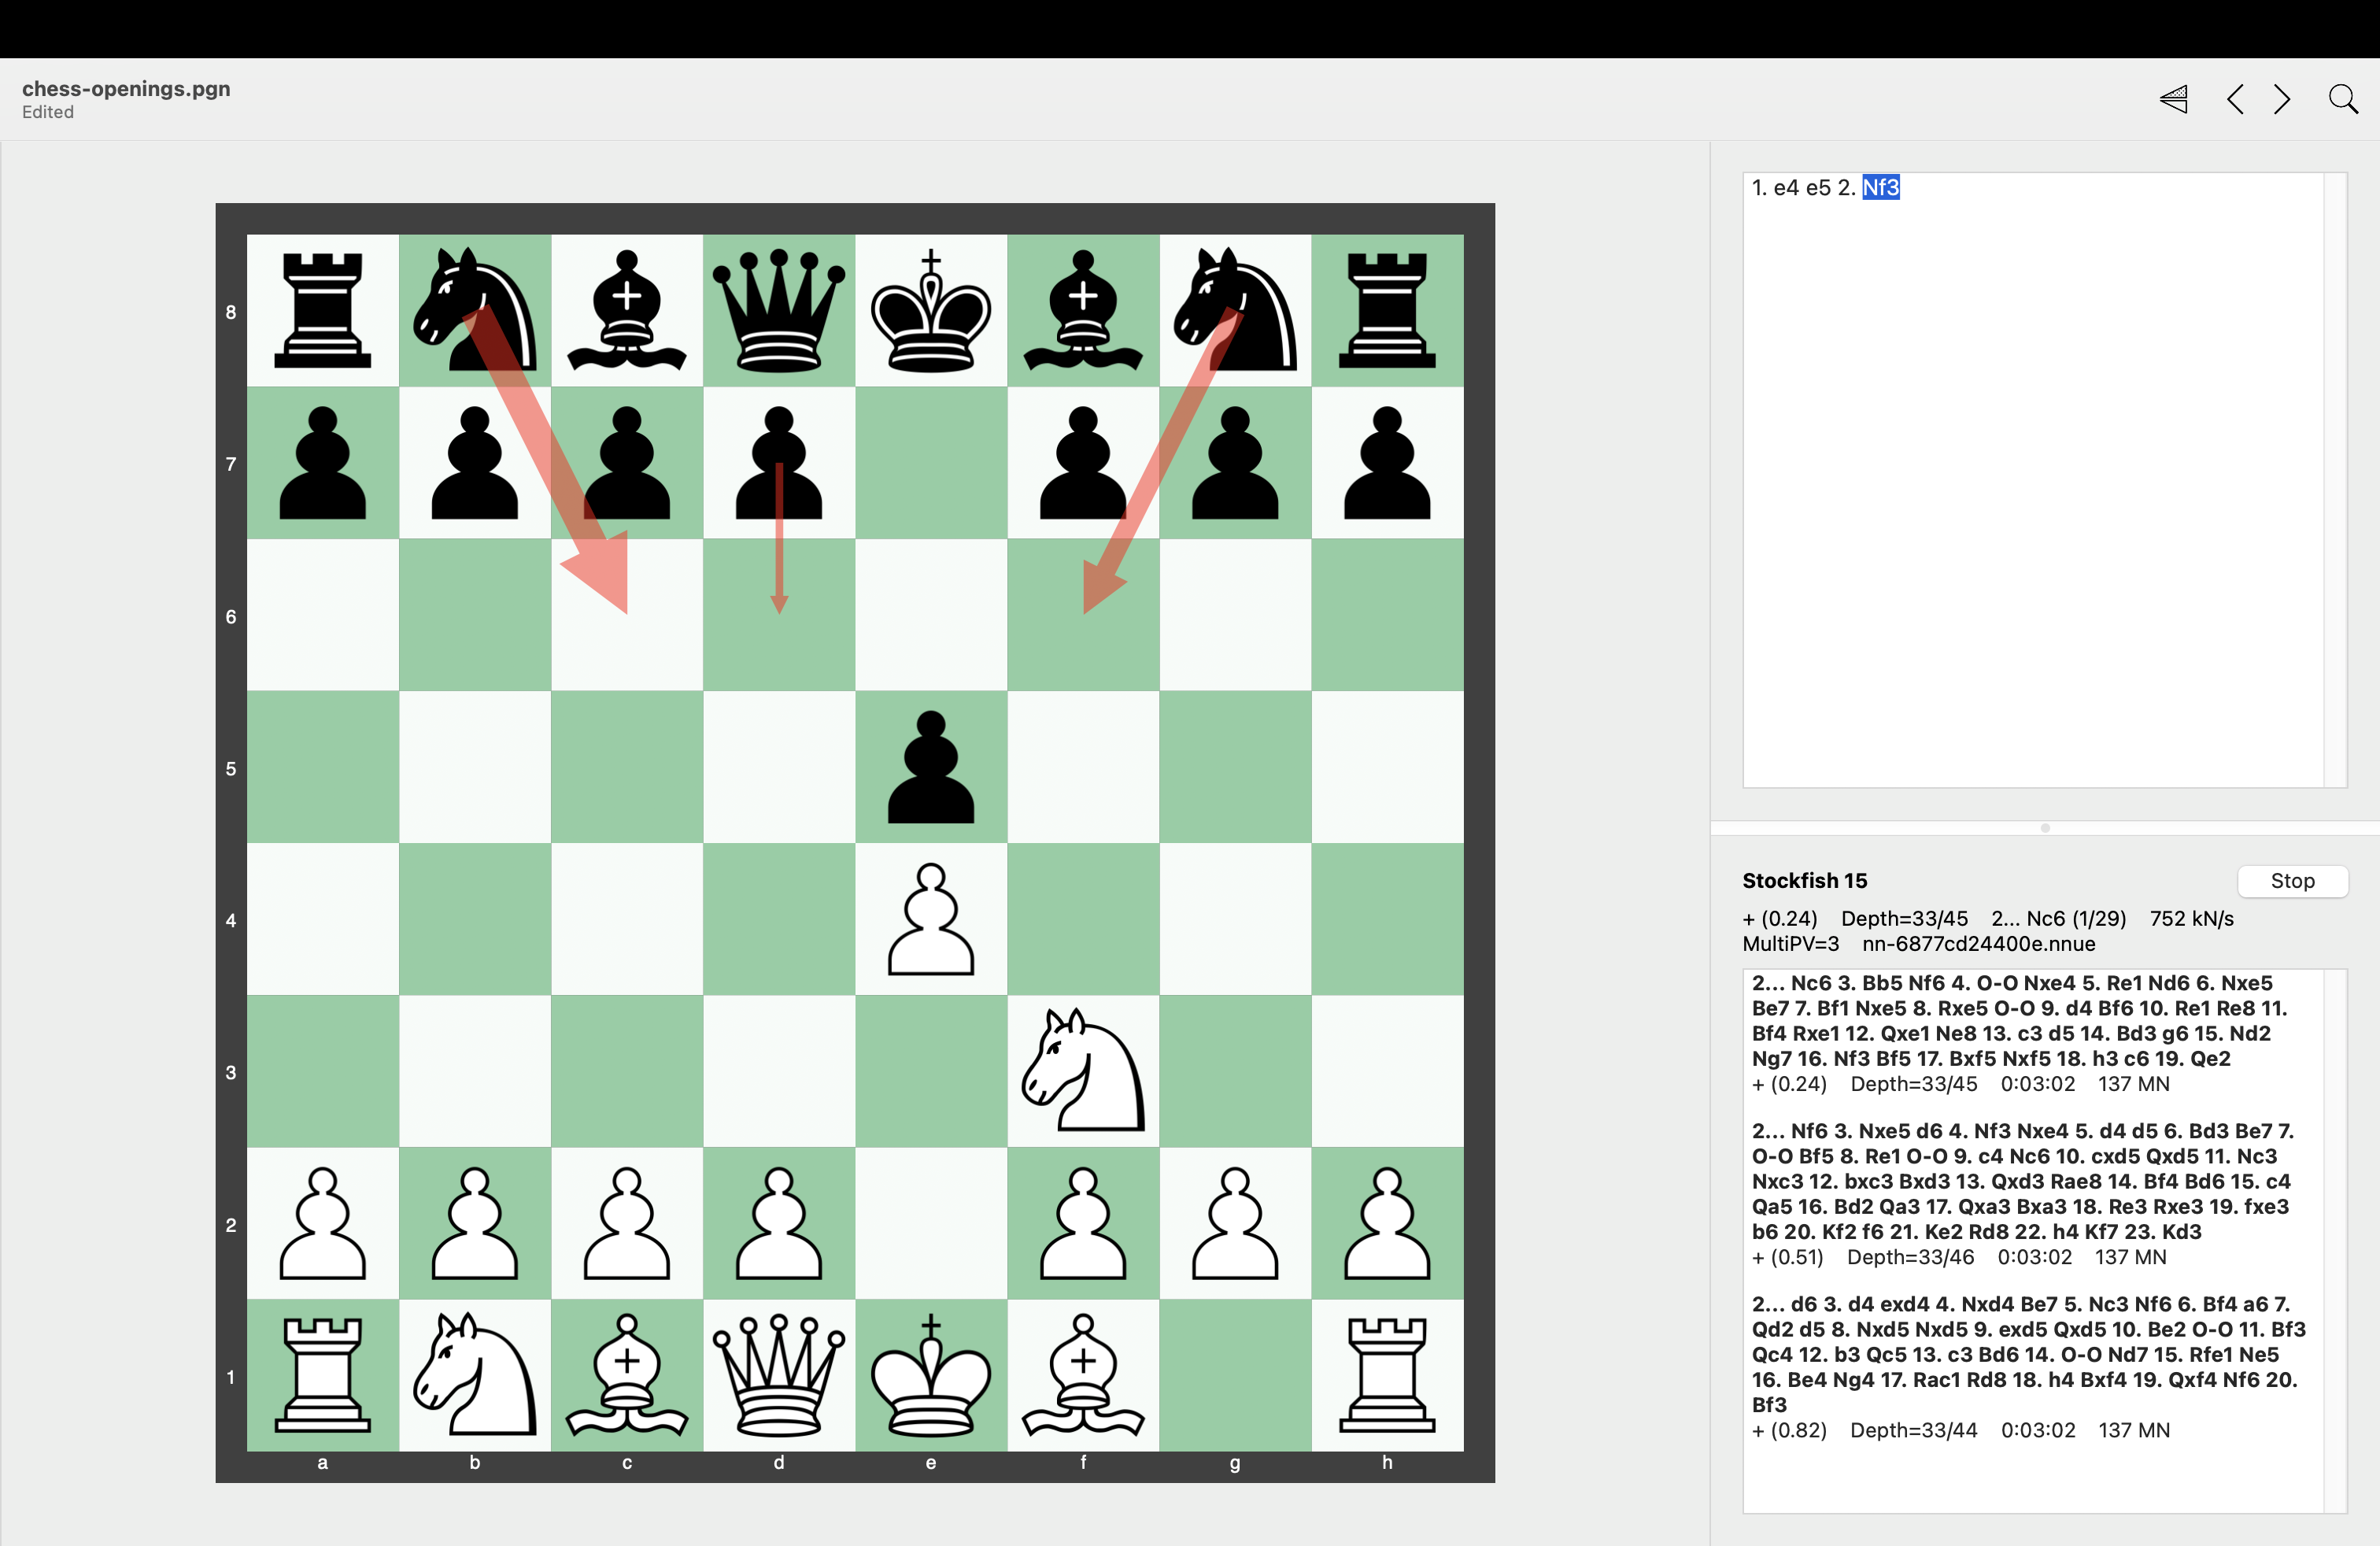 chess-openings.pgn
Edited
1. e4 e5 2. Nf3
8
7
6
5
4
3
2
1
a b c d e f g h
Stockfish 15
Stop
+ (0.24) Depth=33/45 2... Nc6 (1/29) 752 kN/s
MultiPV=3 nn-6877cd24400e.nnue
2... Nc6 3. Bb5 Nf6 4. O-O Nxe4 5. Re1 Nd6 6. Nxe5
Be7 7. Bf1 Nxe5 8. Rxe5 O-O 9. d4 Bf6 10. Re1 Re8 11.
Bf4 Rxe1 12. Qxe1 Ne8 13. c3 d5 14. Bd3 g6 15. Nd2
Ng7 16. Nf3 Bf5 17. Bxf5 Nxf5 18. h3 c6 19. Qe2
+ (0.24) Depth=33/45 0:03:02 137 MN
2... Nf6 3. Nxe5 d6 4. Nf3 Nxe4 5. d4 d5 6. Bd3 Be7 7.
O-O Bf5 8. Re1 O-O 9. c4 Nc6 10. cxd5 Qxd5 11. Nc3
Nxc3 12. bxc3 Bxd3 13. Qxd3 Rae8 14. Bf4 Bd6 15. c4
Qa5 16. Bd2 Qa3 17. Qxa3 Bxa3 18. Re3 Rxe3 19. fxe3
b6 20. Kf2 f6 21. Ke2 Rd8 22. h4 Kf7 23. Kd3
+ (0.51) Depth=33/46 0:03:02 137 MN
2... d6 3. d4 exd4 4. Nxd4 Be7 5. Nc3 Nf6 6. Bf4 a6 7.
Qd2 d5 8. Nxd5 Nxd5 9. exd5 Qxd5 10. Be2 O-O 11. Bf3
Qc4 12. b3 Qc5 13. c3 Bd6 14. O-O Nd7 15. Rfe1 Ne5
16. Be4 Ng4 17. Rac1 Rd8 18. h4 Bxf4 19. Qxf4 Nf6 20.
Bf3
+ (0.82) Depth=33/44 0:03:02 137 MN